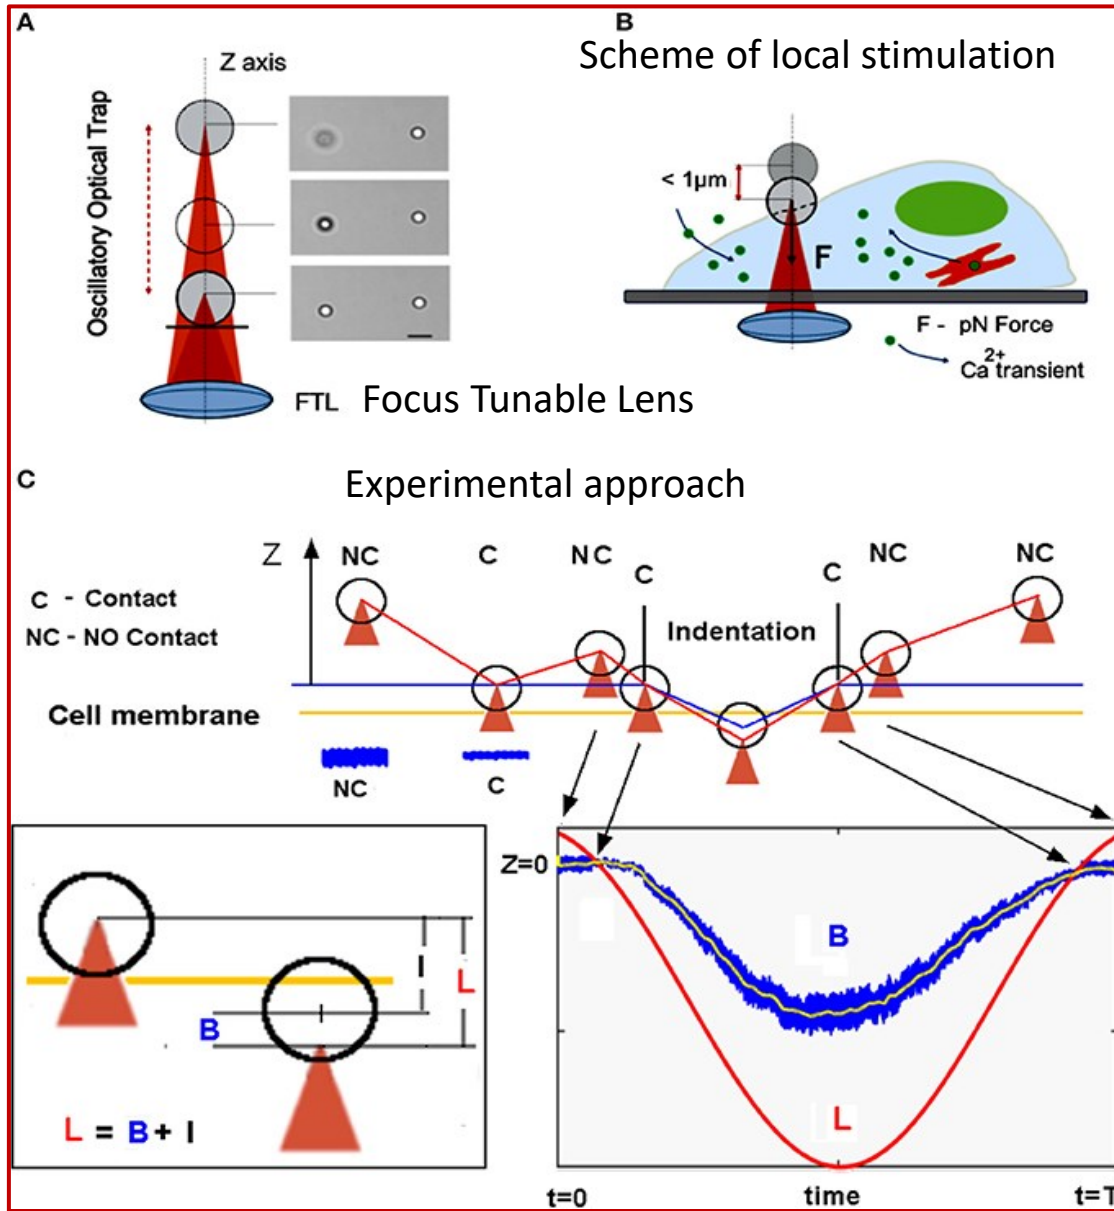 A
Z axis
Oscillatory Optical Trap
FTL Focus Tunable Lens
B
Scheme of local stimulation
< 1µm
F
F - pN Force
Ca2+ transient
C
Experimental approach
Z NC C NC C C NC NC
C - Contact
NC - NO Contact
Indentation
Cell membrane
NC C
I L
B
L = B + I
Z=0
B
L
t=0 time t=T